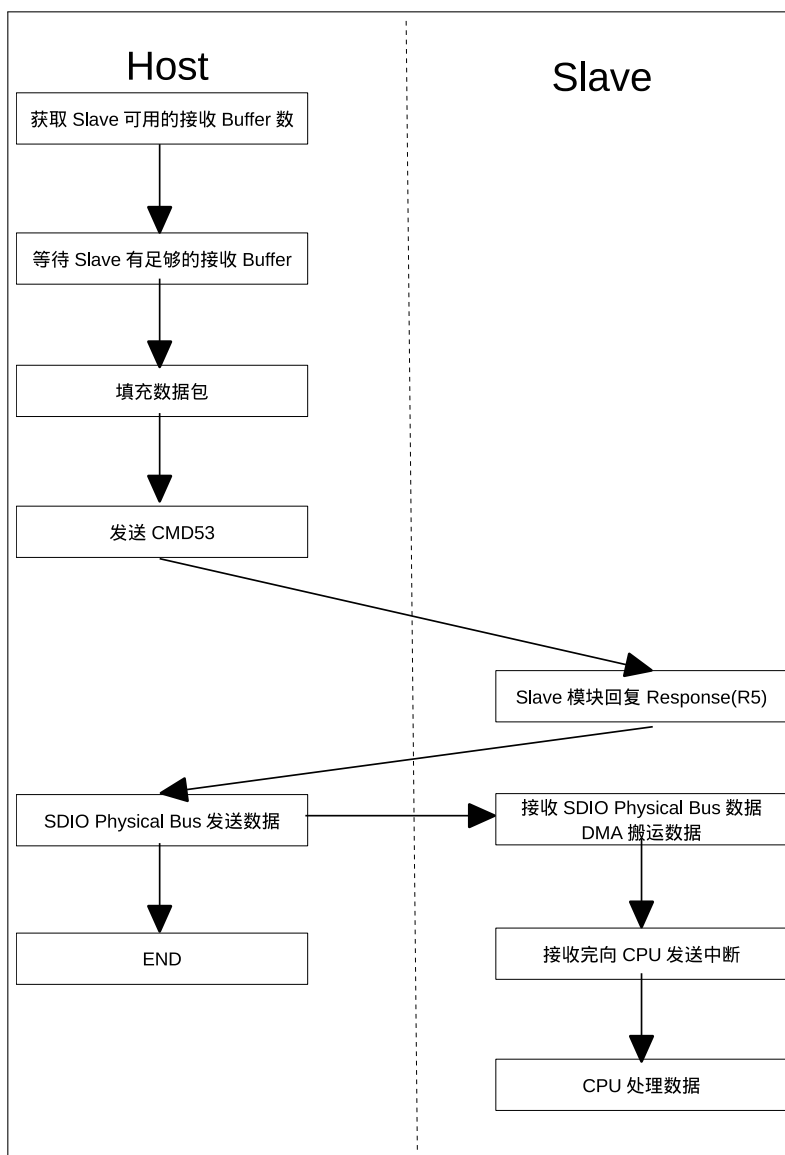 Host
Slave
获取 Slave 可用的接收 Buffer 数
等待 Slave 有足够的接收 Buffer
填充数据包
发送 CMD53
Slave 模块回复 Response(R5)
SDIO Physical Bus 发送数据
接收 SDIO Physical Bus 数据
DMA 搬运数据
END
接收完向 CPU 发送中断
CPU 处理数据